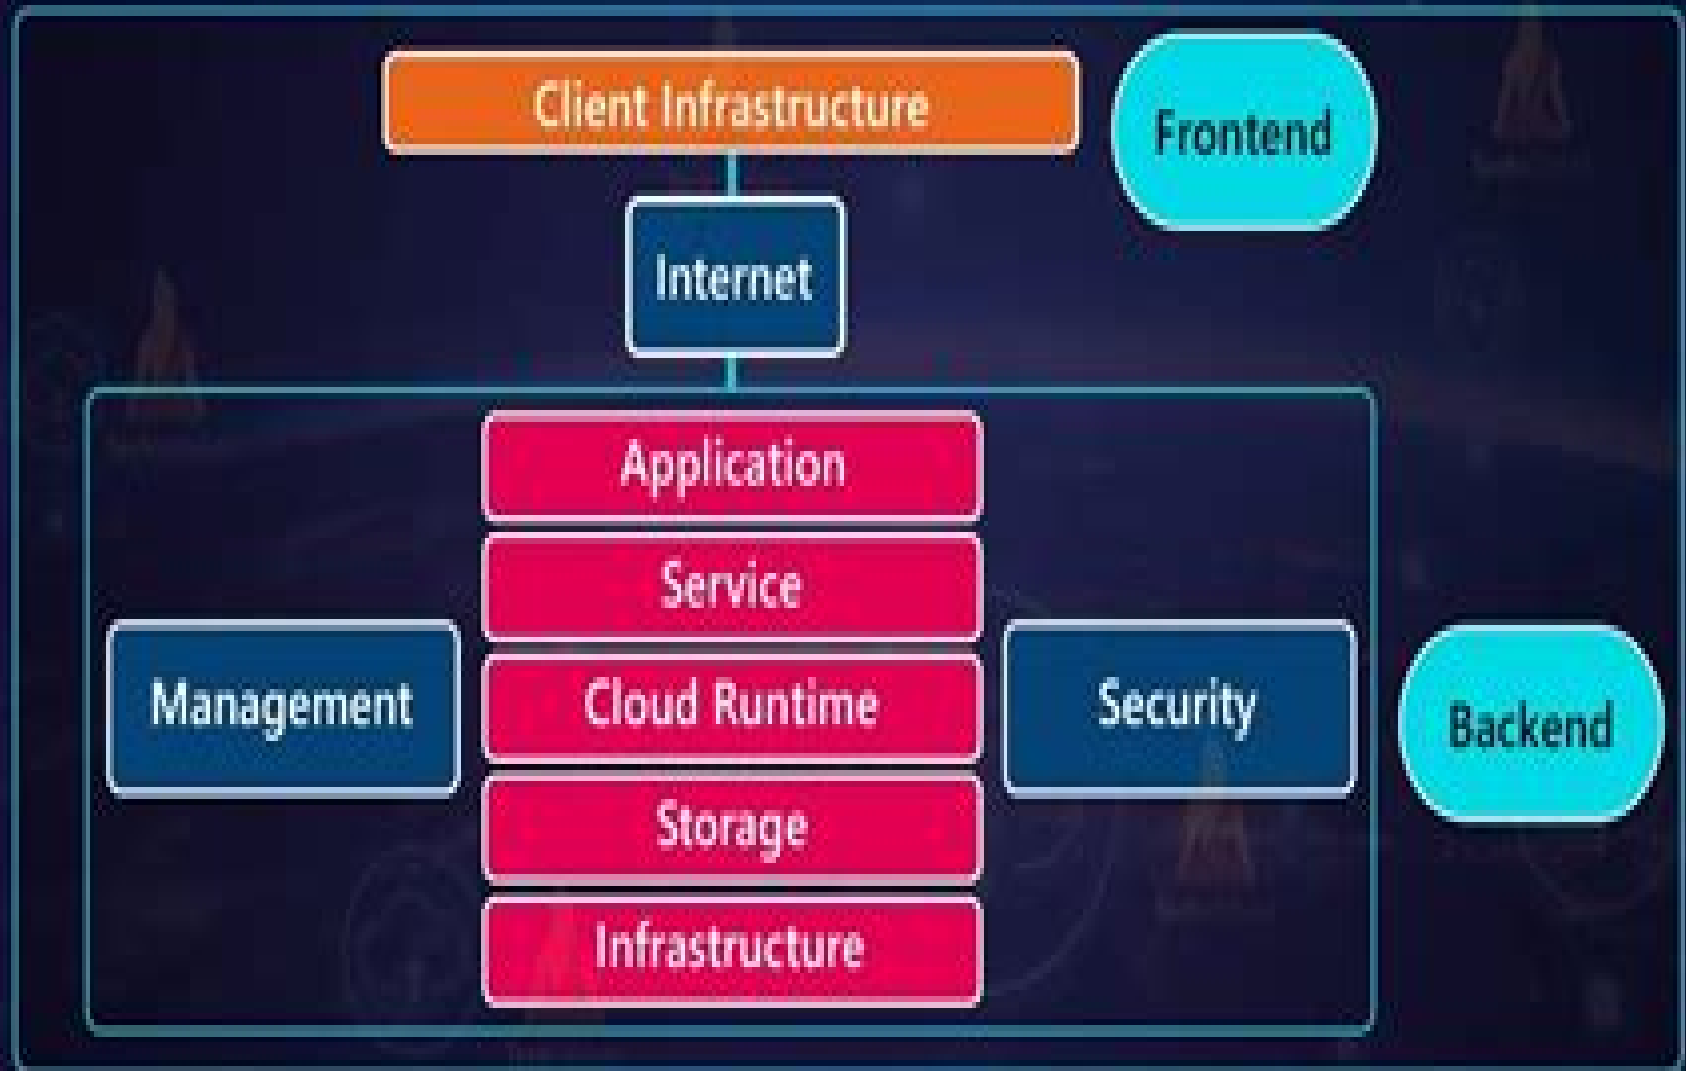 Client Infrastructure
Frontend
Internet
Application
Service
Management
Cloud Runtime
Security
Backend
Storage
Infrastructure